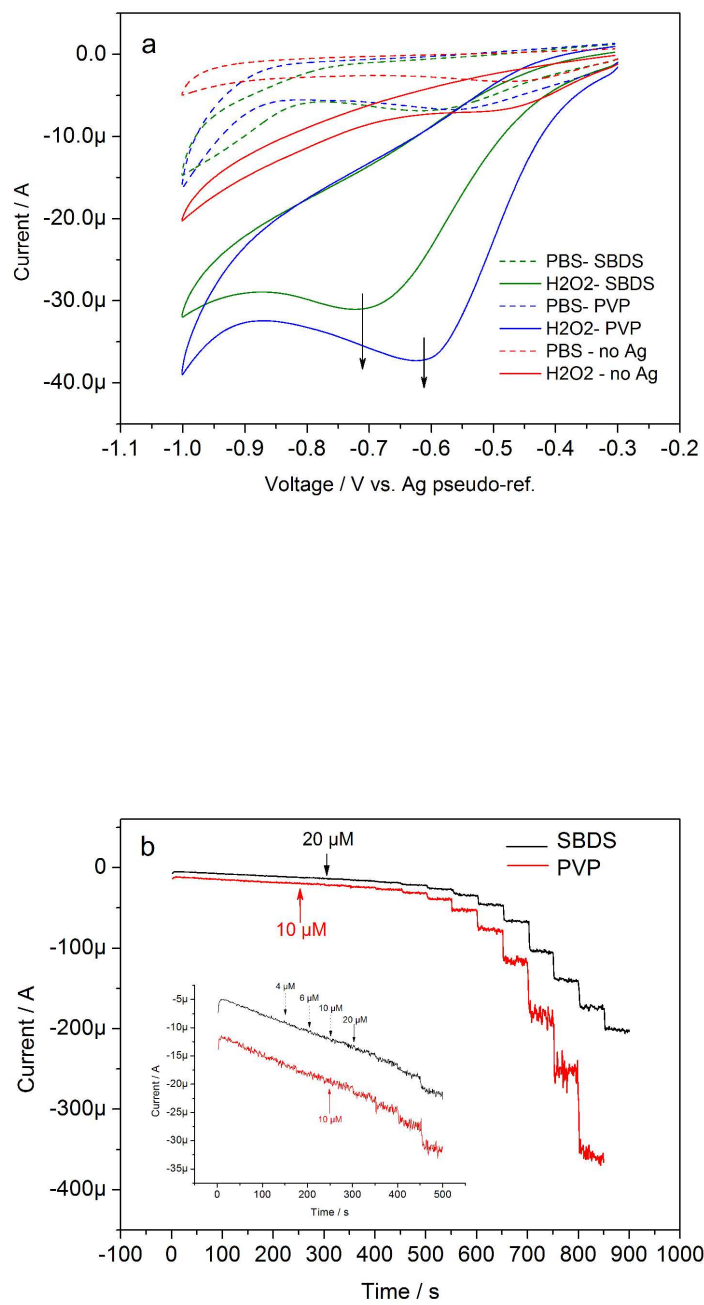 a
0.0
-10.0µ
-20.0µ
-30.0µ
-40.0µ
Current / A
PBS- SBDS
H2O2- SBDS
PBS- PVP
H2O2- PVP
PBS - no Ag
H2O2 - no Ag
-1.1 -1.0 -0.9 -0.8 -0.7 -0.6 -0.5 -0.4 -0.3 -0.2
Voltage / V vs. Ag pseudo-ref.
b
20 µM
SBDS
PVP
10 µM
0
-100µ
-200µ
-300µ
-400µ
Current / A
-5µ
-10µ
-15µ
-20µ
-25µ
-30µ
-35µ
Current / A
4 µM
6 µM
10 µM
20 µM
10 µM
0 100 200 300 400 500
Time / s
-100 0 100 200 300 400 500 600 700 800 900 1000
Time / s